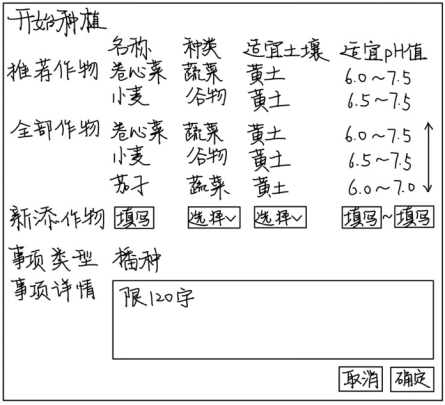 开始种植
名称 种类 适宜土壤 适宜pH值
推荐作物 卷心菜 蔬菜 黄土 6.0~7.5
小麦 谷物 黄土 6.5~7.5
全部作物 卷心菜 蔬菜 黄土 6.0~7.5
小麦 谷物 黄土 6.5~7.5
茄子 蔬菜 黄土 6.0~7.0
新添作物 填写 选择∨ 选择∨ 填写~填写
事项类型 播种
事项详情 限120字
取消 确定